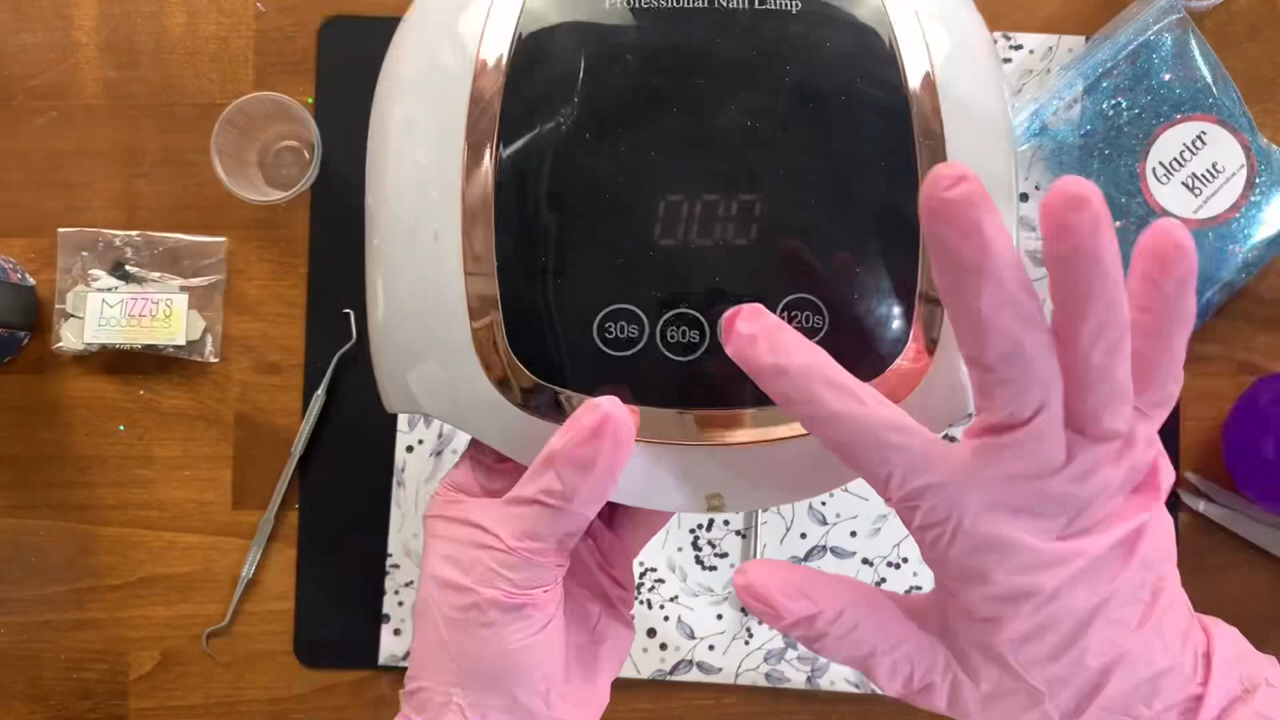 Professional Nail Lamp
000
30s
60s
120s
Glacier
Blue
MIZZY'S
DOODLES